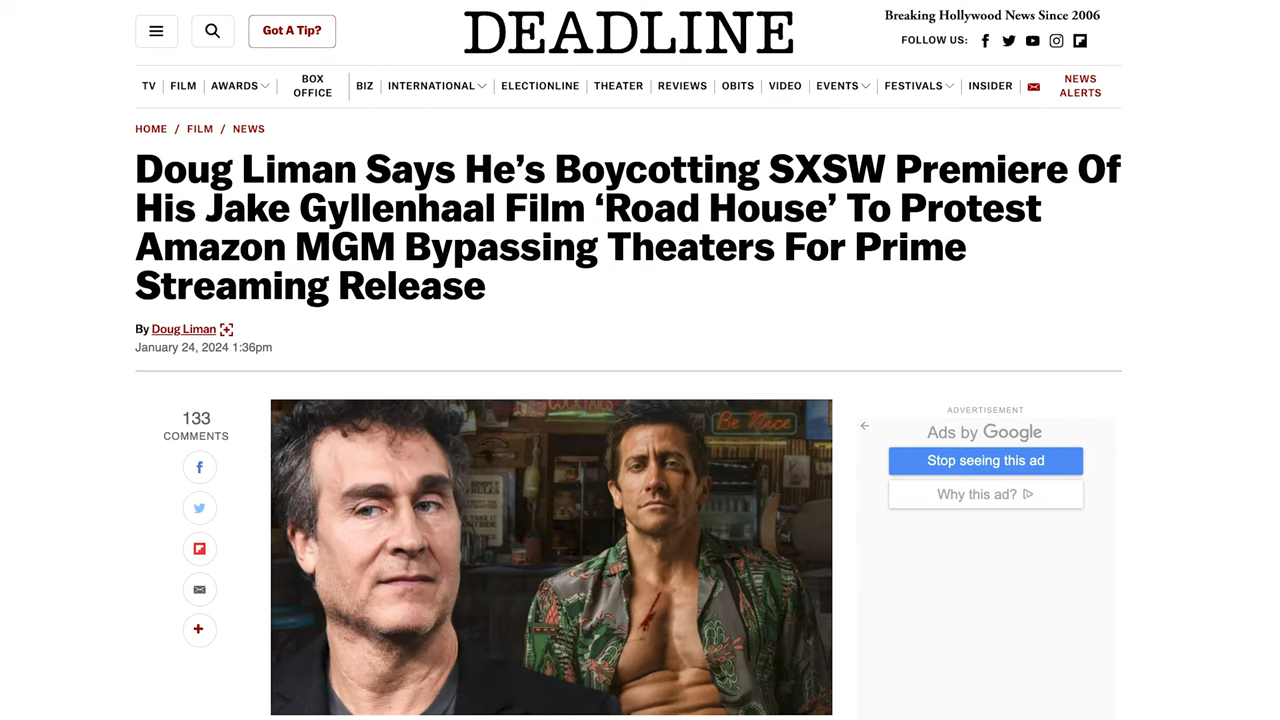 Got A Tip?
DEADLINE
Breaking Hollywood News Since 2006
FOLLOW US:
TV
FILM
AWARDS
BOX
OFFICE
BIZ
INTERNATIONAL
ELECTIONLINE
THEATER
REVIEWS
OBITS
VIDEO
EVENTS
FESTIVALS
INSIDER
NEWS
ALERTS
HOME / FILM / NEWS
Doug Liman Says He’s Boycotting SXSW Premiere Of
His Jake Gyllenhaal Film ‘Road House’ To Protest
Amazon MGM Bypassing Theaters For Prime
Streaming Release
By Doug Liman
January 24, 2024 1:36pm
133
COMMENTS
COCKTAILS
Be Nice
ADVERTISEMENT
Ads by Google
Stop seeing this ad
Why this ad?